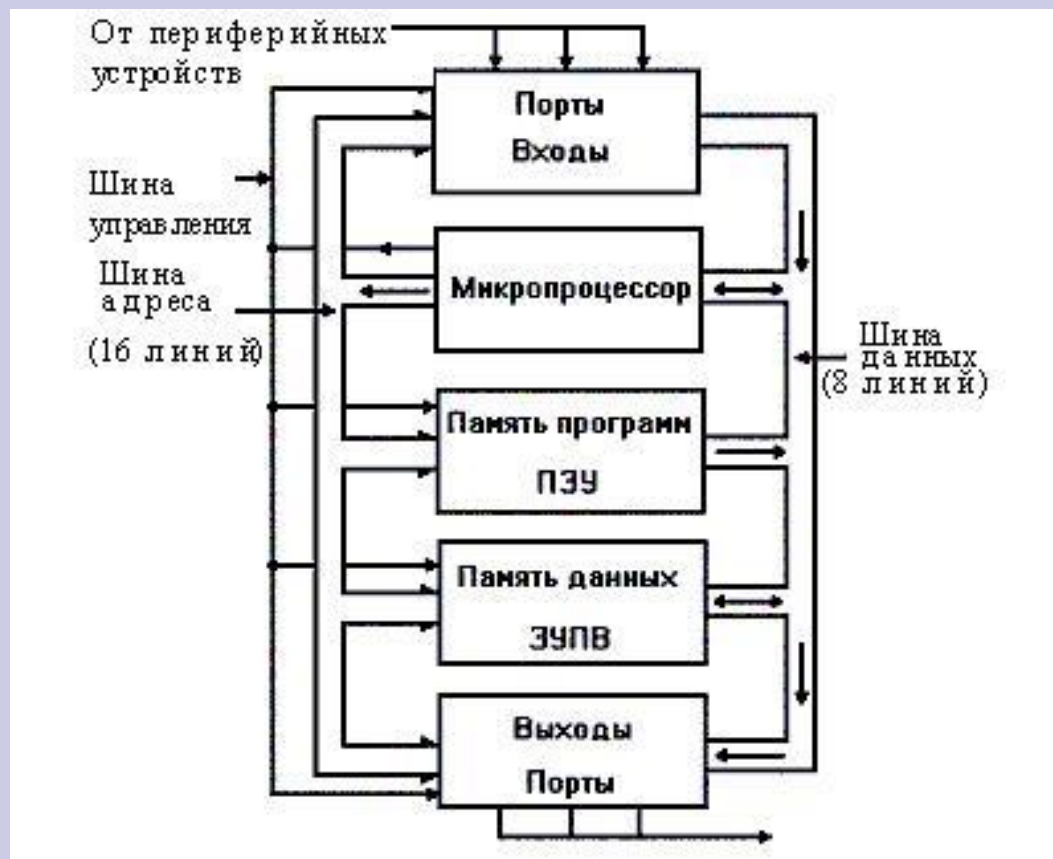 От периферийных
устройств
Порты
Входы
Шина
управления
Микропроцессор
Шина
адреса
(16 линий)
Шина
данных
(8 линий)
Память программ
ПЗУ
Память данных
ЗУПВ
Выходы
Порты